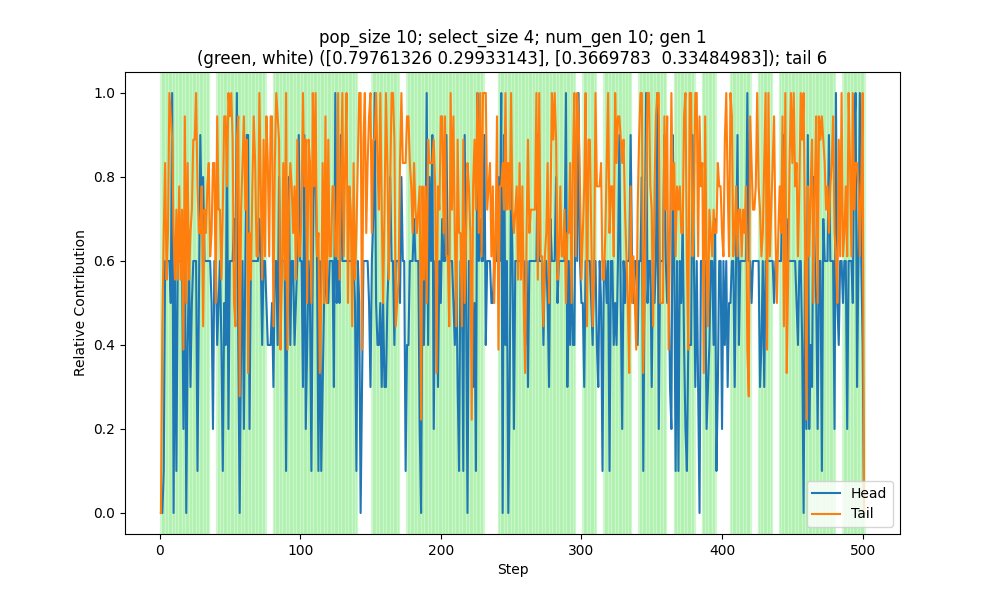 pop_size 10; select_size 4; num_gen 10; gen 1
(green, white) ([0.79761326 0.29933143], [0.3669783  0.33484983]); tail 6
Relative Contribution
1.0
0.8
0.6
0.4
0.2
0.0
0
100
200
300
400
500
Step
Head
Tail